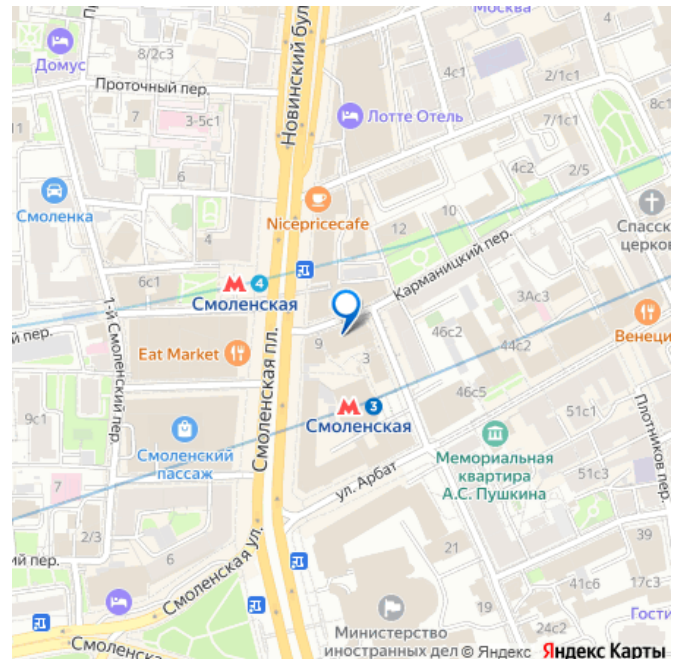 Москва
8/2с3
Домус
Проточный пер.
4с1
2/1с1
8с1
Новинский бул
Лотте Отель
7
3-5с1
7/1с1
11
4с2
2/5
Смоленка
Nicepricecafe
12
10
Спасск
церков
4
6с1
4
Смоленская
Карманицкий пер.
3Ас3
1-й Смоленский пер.
й пер.
Eat Market
Смоленская пл.
9
3
46с2
44с2
Венеци
46с5
3
Смоленская
51с1
Плотников пер.
9с1
Смоленский
пассаж
Мемориальная
квартира
А.С. Пушкина
51с3
7
ул. Арбат
2/3
й пер.
6
21
39
Смоленская ул.
41с6
17с3
19
Гости
24с2
Министерство
иностранных дел
Смоленская
© Яндекс Яндекс Карты